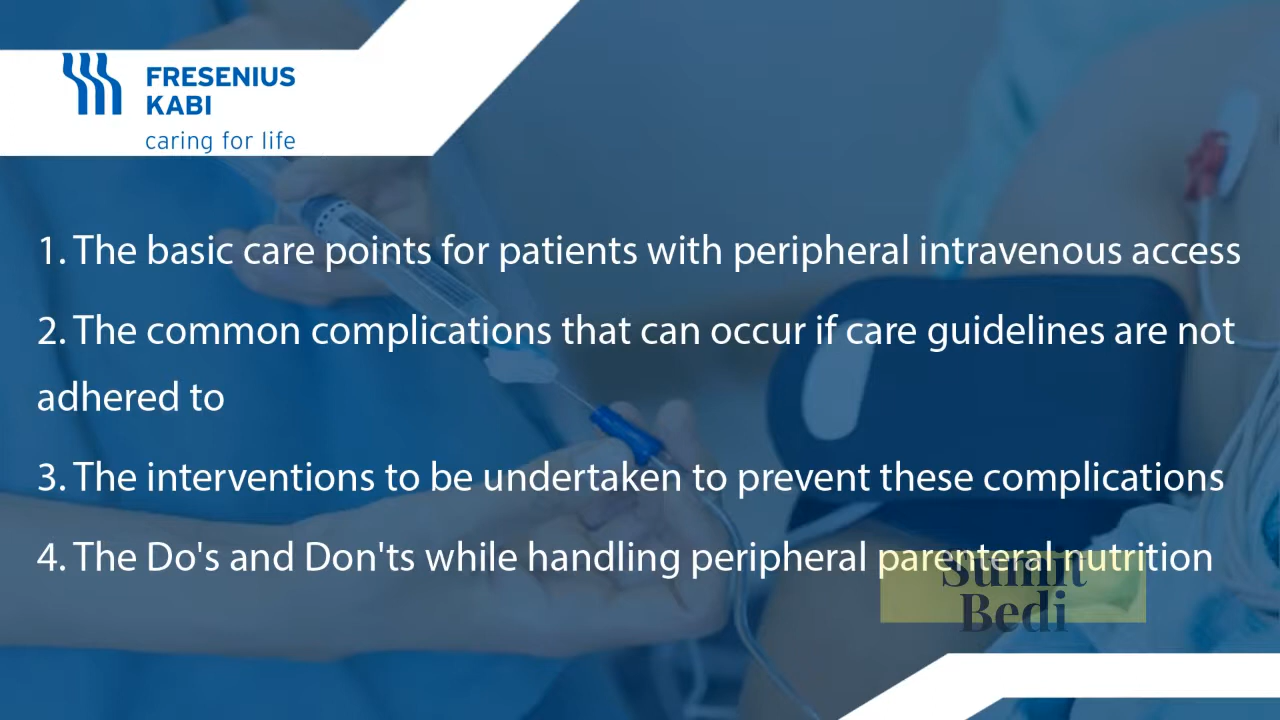 FRESENIUS
KABI
caring for life
1. The basic care points for patients with peripheral intravenous access
2. The common complications that can occur if care guidelines are not
adhered to
3. The interventions to be undertaken to prevent these complications
4. The Do's and Don'ts while handling peripheral parenteral nutrition
Sumit
Bedi